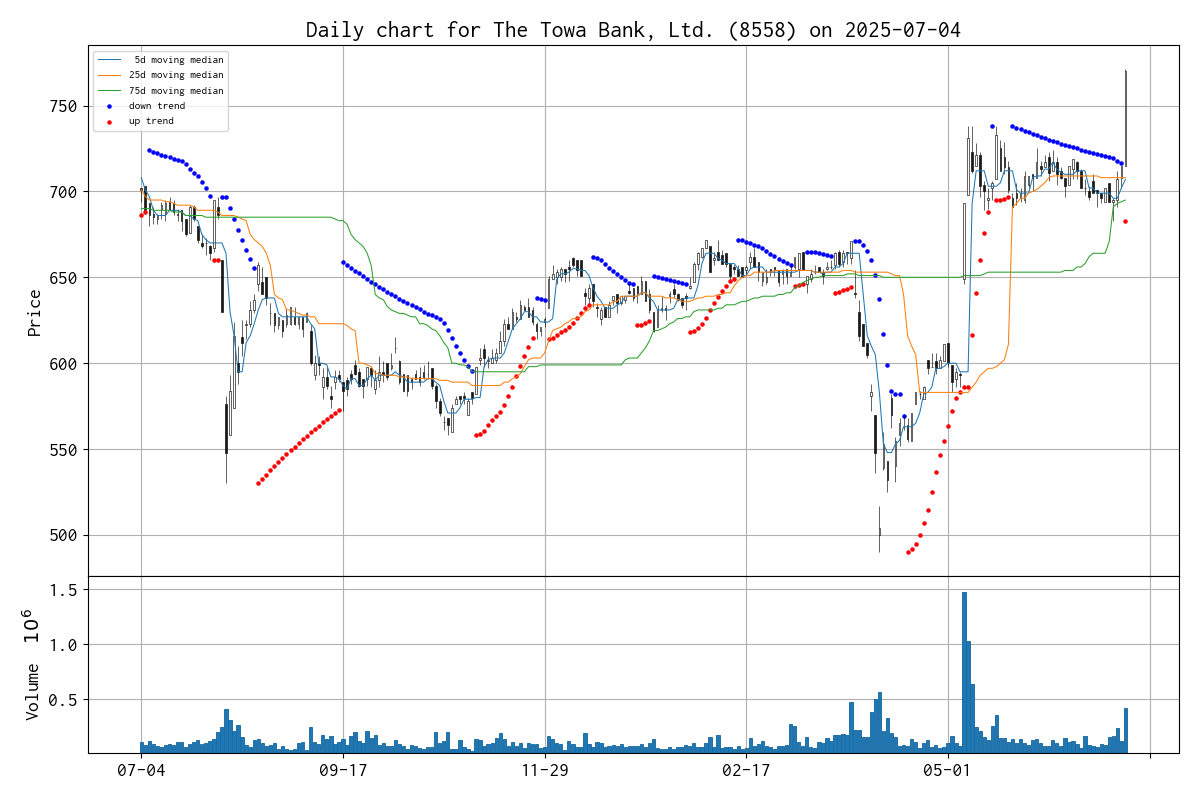 Daily chart for The Towa Bank, Ltd. (8558) on 2025-07-04
5d moving median
25d moving median
75d moving median
down trend
up trend
750
700
650
600
550
500
Price
1.5
1.0
0.5
Volume 10⁶
07-04 09-17 11-29 02-17 05-01